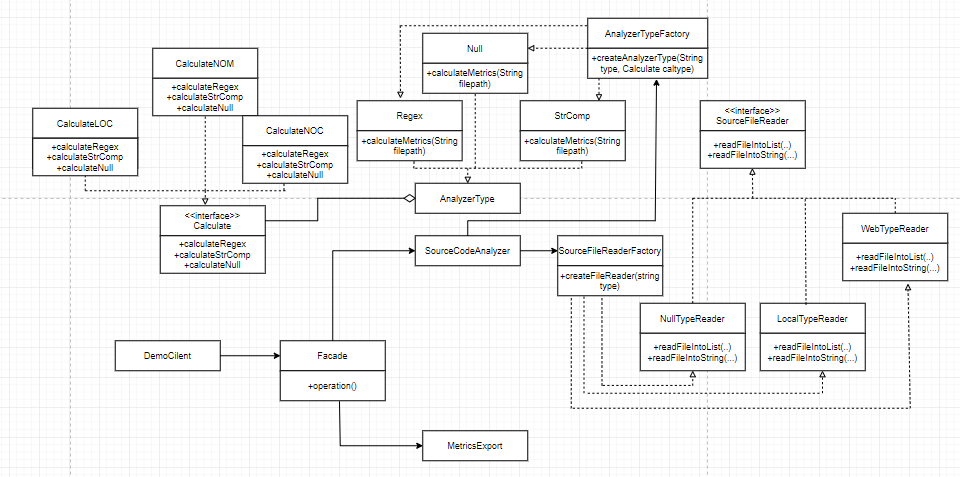 AnalyzerTypeFactory
+createAnalyzerType(String
type, Calculate caltype)
Null
+calculateMetrics(String
filepath)
CalculateNOM
+calculateRegex
+calculateStrComp
+calculateNull
CalculateLOC
+calculateRegex
+calculateStrComp
+calculateNull
CalculateNOC
+calculateRegex
+calculateStrComp
+calculateNull
Regex
+calculateMetrics(String
filepath)
StrComp
+calculateMetrics(String
filepath)
<<interface>>
SourceFileReader
+readFileIntoList(..)
+readFileIntoString(...)
<<interface>>
Calculate
+calculateRegex
+calculateStrComp
+calculateNull
AnalyzerType
WebTypeReader
+readFileIntoList(..)
+readFileIntoString(...)
SourceCodeAnalyzer
SourceFileReaderFactory
+createFileReader(string
type)
NullTypeReader
+readFileIntoList(..)
+readFileIntoString(...)
LocalTypeReader
+readFileIntoList(..)
+readFileIntoString(...)
DemoCilent
Facade
+operation()
MetricsExport